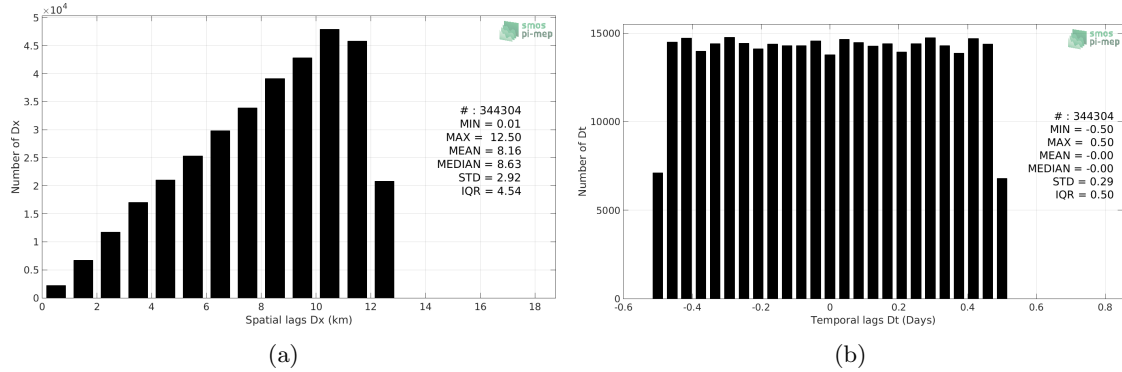 ×10⁴
5
4.5
4
3.5
3
2.5
2
1.5
1
0.5
0
Number of Dx
0 2 4 6 8 10 12 14 16 18
Spatial lags Dx (km)
smos
pi-mep
# : 344304
MIN = 0.01
MAX = 12.50
MEAN = 8.16
MEDIAN = 8.63
STD = 2.92
IQR = 4.54
(a)
15000
10000
5000
0
Number of Dt
-0.6 -0.4 -0.2 0 0.2 0.4 0.6 0.8
Temporal lags Dt (Days)
smos
pi-mep
# : 344304
MIN = -0.50
MAX = 0.50
MEAN = -0.00
MEDIAN = -0.00
STD = 0.29
IQR = 0.50
(b)